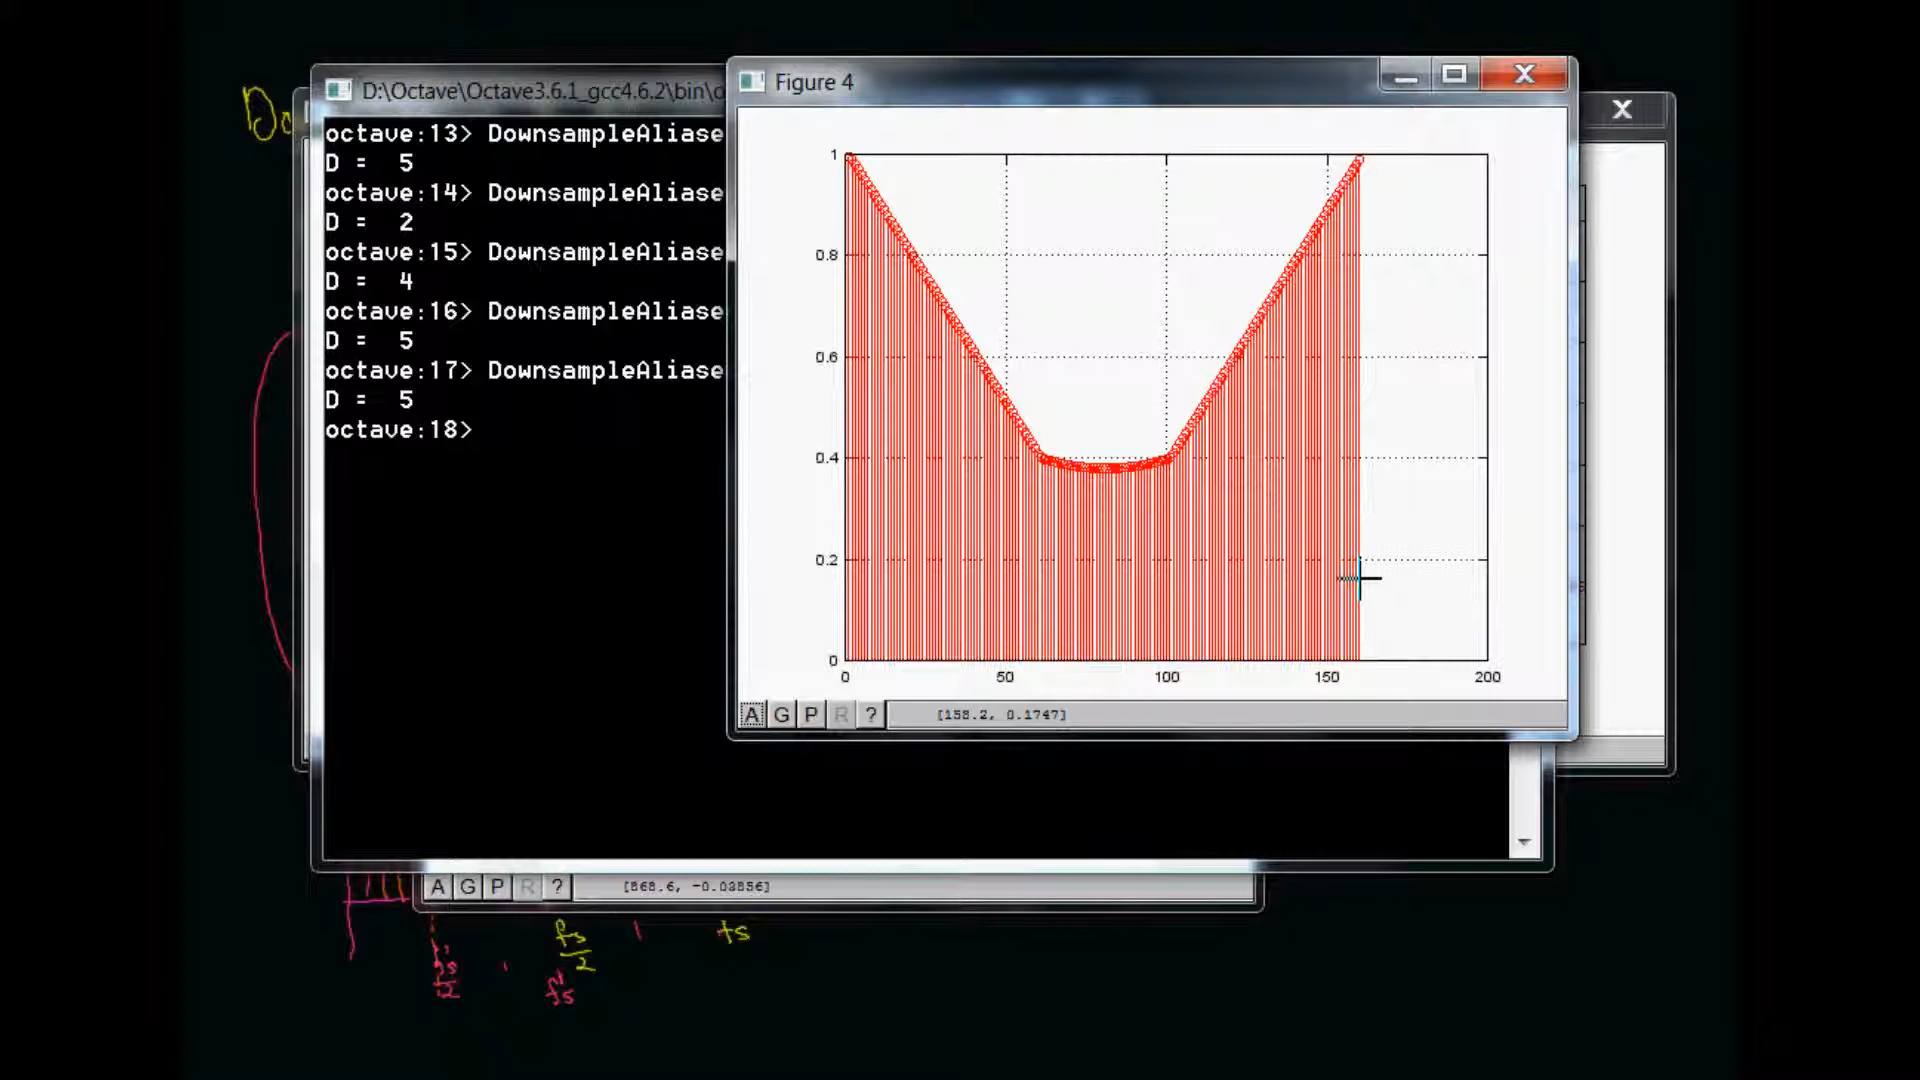 Do
D:\Octave\Octave3.6.1_gcc4.6.2\bin\o
octave:13> DownsampleAliase
D = 5
octave:14> DownsampleAliase
D = 2
octave:15> DownsampleAliase
D = 4
octave:16> DownsampleAliase
D = 5
octave:17> DownsampleAliase
D = 5
octave:18>
Figure 4
1
0.8
0.6
0.4
0.2
0
0 50 100 150 200
A G P R ? [158.2, 0.1747]
A G P R ? [868.6, -0.03856]
fs
2
fs
fs'